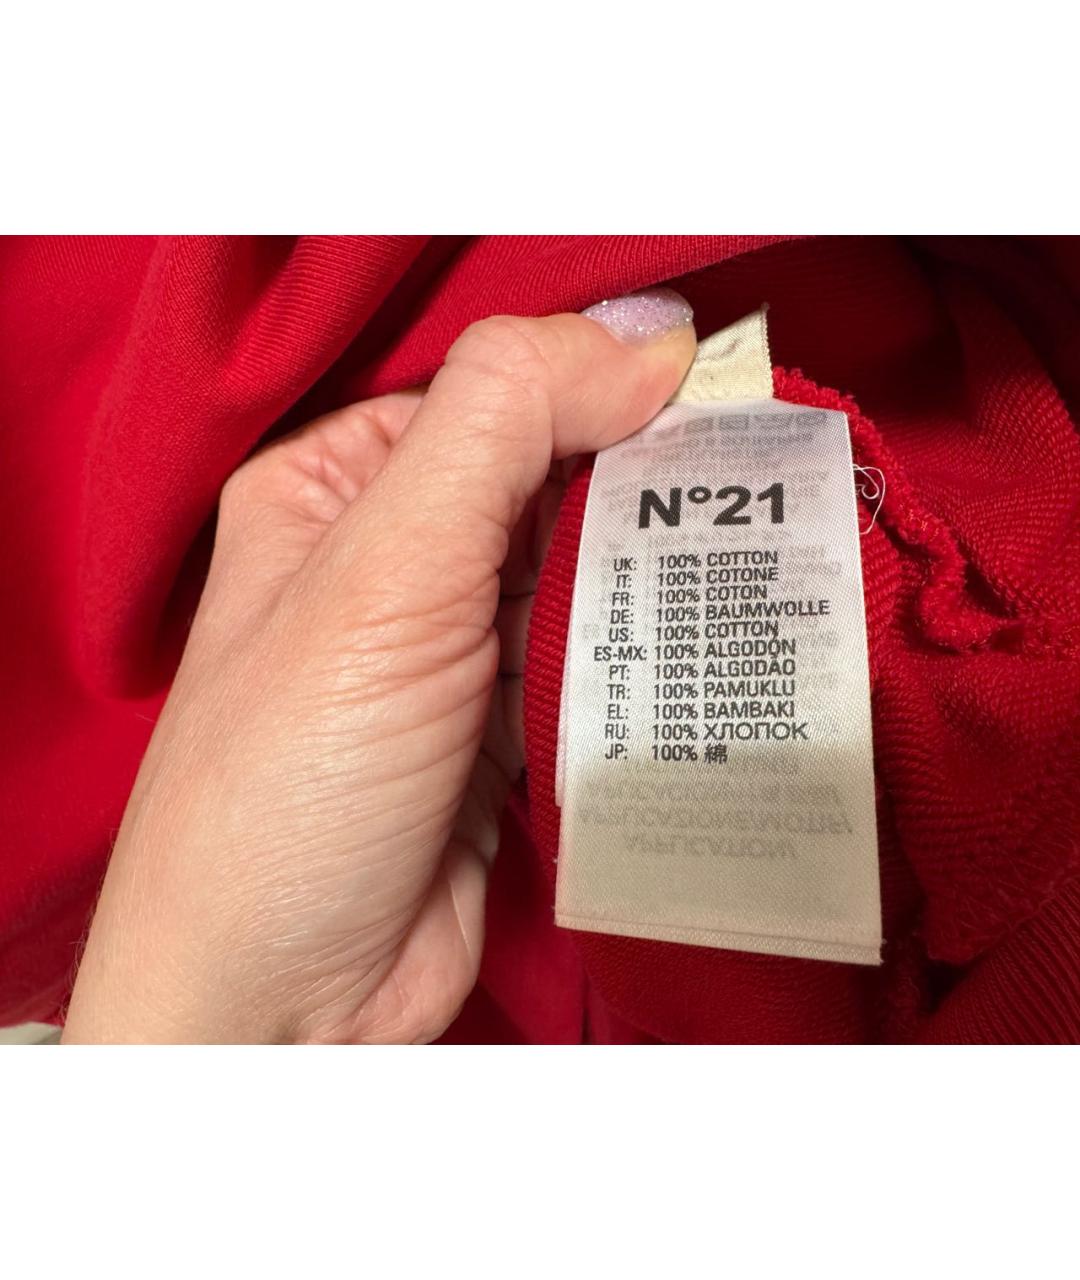 N°21
UK: 100% COTTON
IT: 100% COTONE
FR: 100% COTON
DE: 100% BAUMWOLLE
US: 100% COTTON
ES-MX: 100% ALGODÓN
PT: 100% ALGODÃO
TR: 100% PAMUKLU
EL: 100% BAMBAKI
RU: 100% ХЛОПОК
JP: 100% 綿